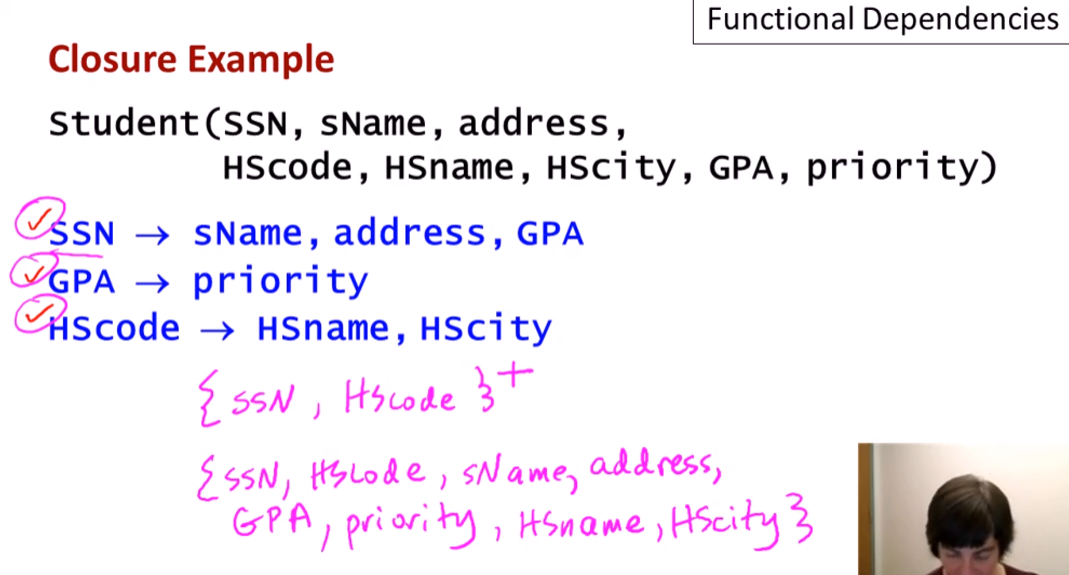 Functional Dependencies
Closure Example
Student(SSN, sName, address,
HScode, HSname, HScity, GPA, priority)
SSN → sName, address, GPA
GPA → priority
HScode → HSname, HScity
{SSN, HScode}+
{SSN, HScode, sName, address,
GPA, priority, HSname, HScity}